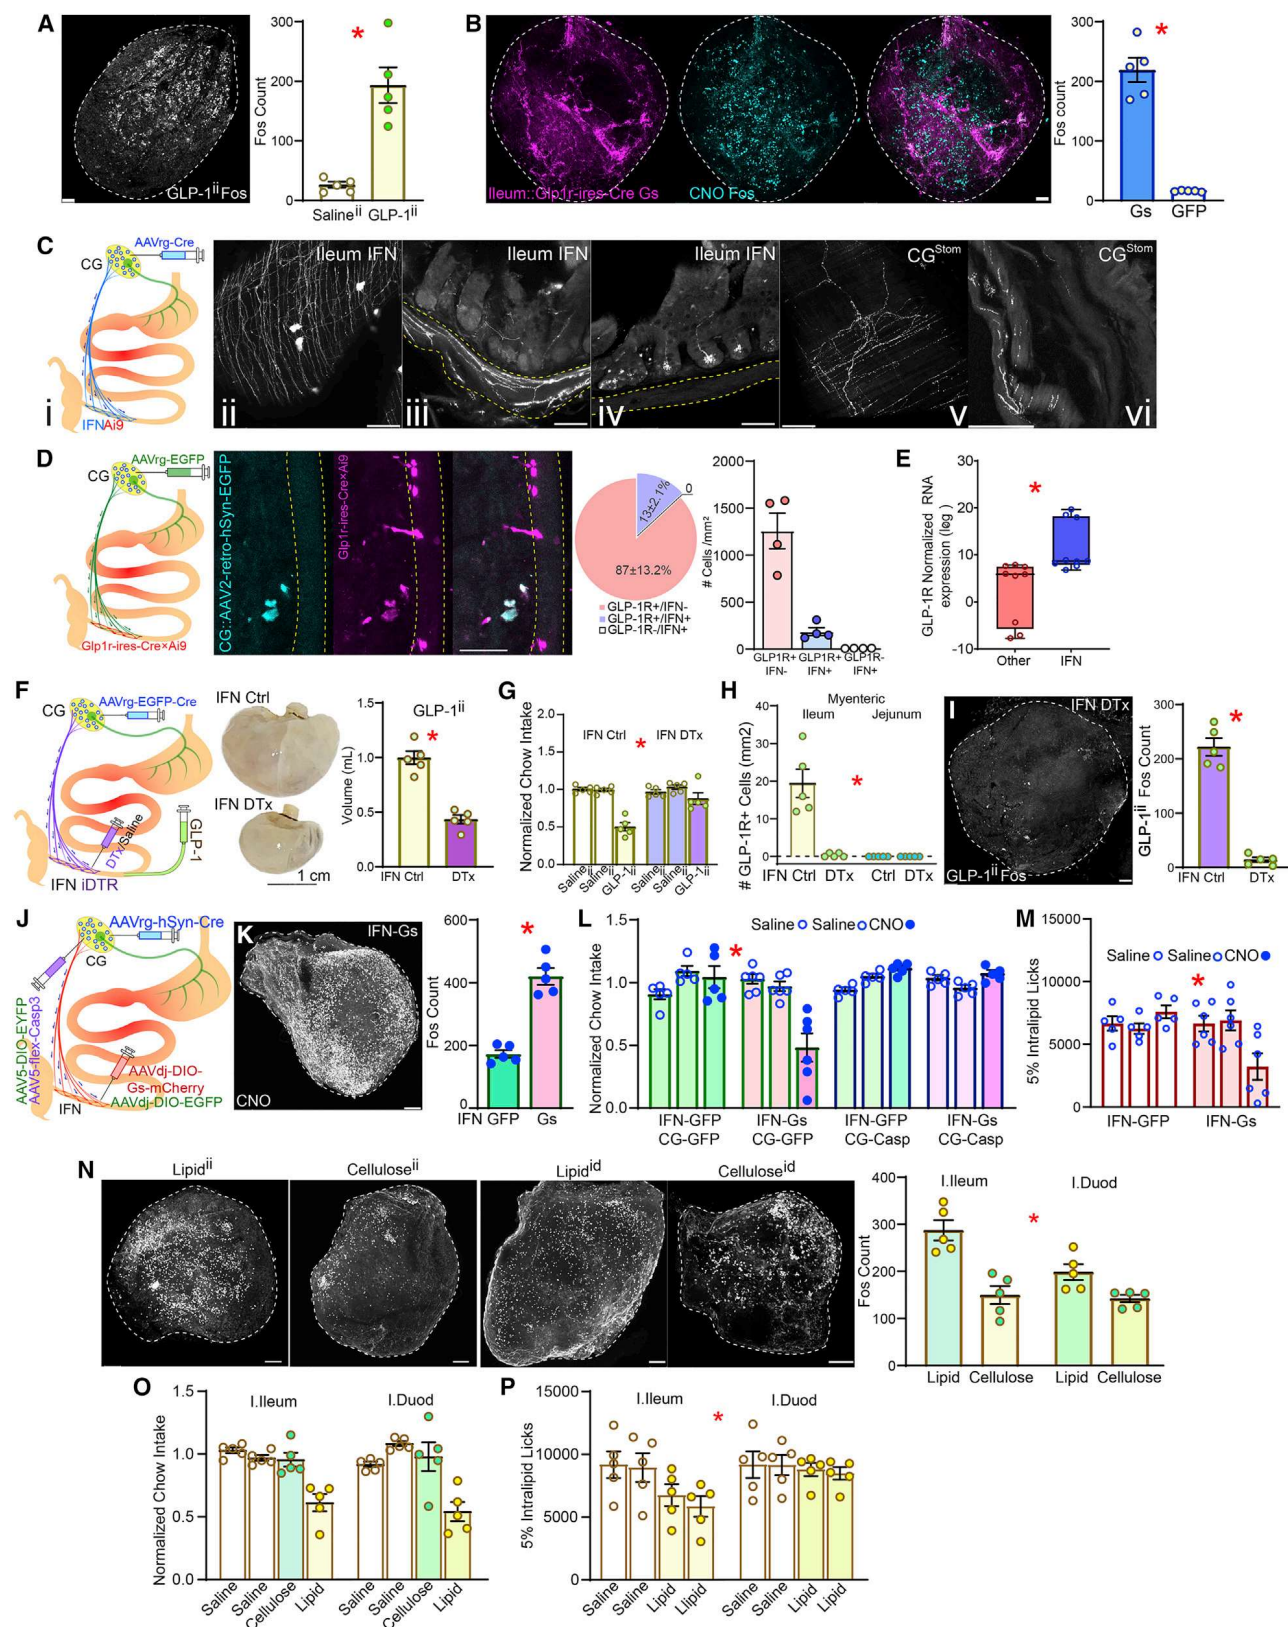 A
GLP-1ii Fos
Fos Count
300
200
100
0
*
Salineii GLP-1ii
B
Ileum::Glp1r-ires-Cre Gs
CNO Fos
Fos count
300
200
100
0
*
Gs GFP
C
AAVrg-Cre
CG
IFNAi9
i
Ileum IFN
ii
Ileum IFN
iii
Ileum IFN
iv
CGStom
v
CGStom
vi
D
AAVrg-EGFP
CG
Glp1r-ires-Cre×Ai9
CG::AAV2-retro-hSyn-EGFP
Glp1r-ires-Cre×Ai9
13±2.1%
0
87±13.2%
GLP-1R+/IFN-
GLP-1R+/IFN+
GLP-1R-/IFN+
# Cells /mm²
2000
1500
1000
500
0
GLP1R+ GLP1R+ GLP1R-
IFN- IFN+ IFN+
E
GLP-1R Normalized RNA
expression (løg )
30
20
10
0
-10
*
Other IFN
F
AAVrg-EGFP-Cre
CG
DTx/Saline
GLP-1
IFN iDTR
IFN Ctrl
IFN DTx
1 cm
GLP-1ii
Volume (mL)
1.5
1.0
0.5
0.0
*
IFN Ctrl DTx
G
Normalized Chow Intake
2.0
1.5
1.0
0.5
0.0
IFN Ctrl * IFN DTx
Salineii
Salineii
GLP-1ii
Salineii
Salineii
GLP-1ii
H
Myenteric
Ileum Jejunum
# GLP-1R+ Cells (mm2)
40
30
20
10
0
*
IFN Ctrl DTx Ctrl DTx
I
IFN DTx
GLP-1ii Fos
GLP-1ii Fos Count
300
200
100
0
*
IFN Ctrl DTx
J
AAVrg-hSyn-Cre
CG
AAV5-DIO-EYFP
AAV5-flex-Casp3
AAVdj-DIO-
Gs-mCherry
AAVdj-DIO-EGFP
IFN
K
IFN-Gs
CNO
Fos Count
600
400
200
0
*
IFN GFP Gs
L
Normalized Chow Intake
1.5
1.0
0.5
0.0
Saline Saline CNO
*
IFN-GFP IFN-Gs IFN-GFP IFN-Gs
CG-GFP CG-GFP CG-Casp CG-Casp
M
5% Intralipid Licks
15000
10000
5000
0
Saline Saline CNO
*
IFN-GFP IFN-Gs
N
Lipidii
Celluloseii
Lipidid
Celluloseid
Fos Count
400
300
200
100
0
I.Ileum I.Duod
*
Lipid Cellulose Lipid Cellulose
O
Normalized Chow Intake
1.5
1.0
0.5
0.0
I.Ileum I.Duod
Saline
Saline
Cellulose
Lipid
Saline
Saline
Cellulose
Lipid
P
5% Intralipid Licks
15000
10000
5000
0
I.Ileum * I.Duod
Saline
Saline
Lipid
Llipid
Saline
Saline
Lipid
Lipid